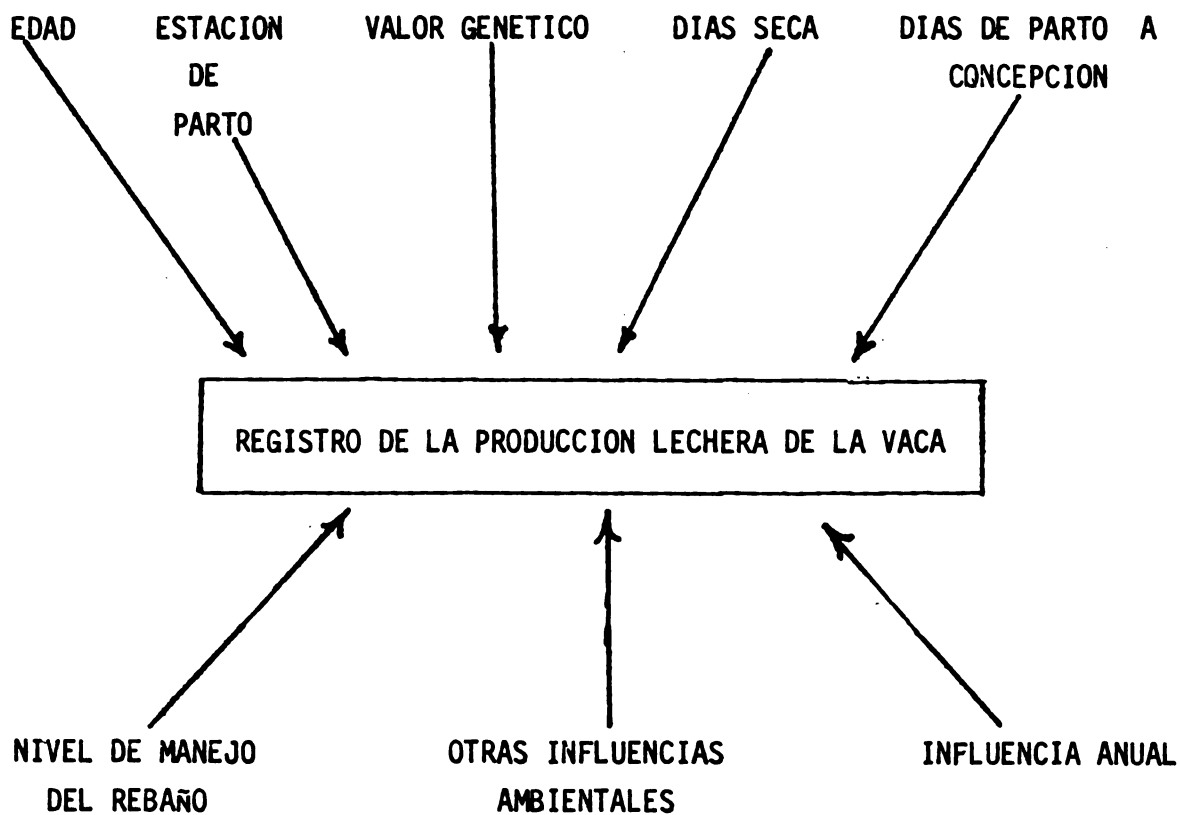 EDAD
ESTACION
DE
PARTO
VALOR GENETICO
DIAS SECA
DIAS DE PARTO A
CONCEPCION
REGISTRO DE LA PRODUCCION LECHERA DE LA VACA
NIVEL DE MANEJO
DEL REBAÑO
OTRAS INFLUENCIAS
AMBIENTALES
INFLUENCIA ANUAL